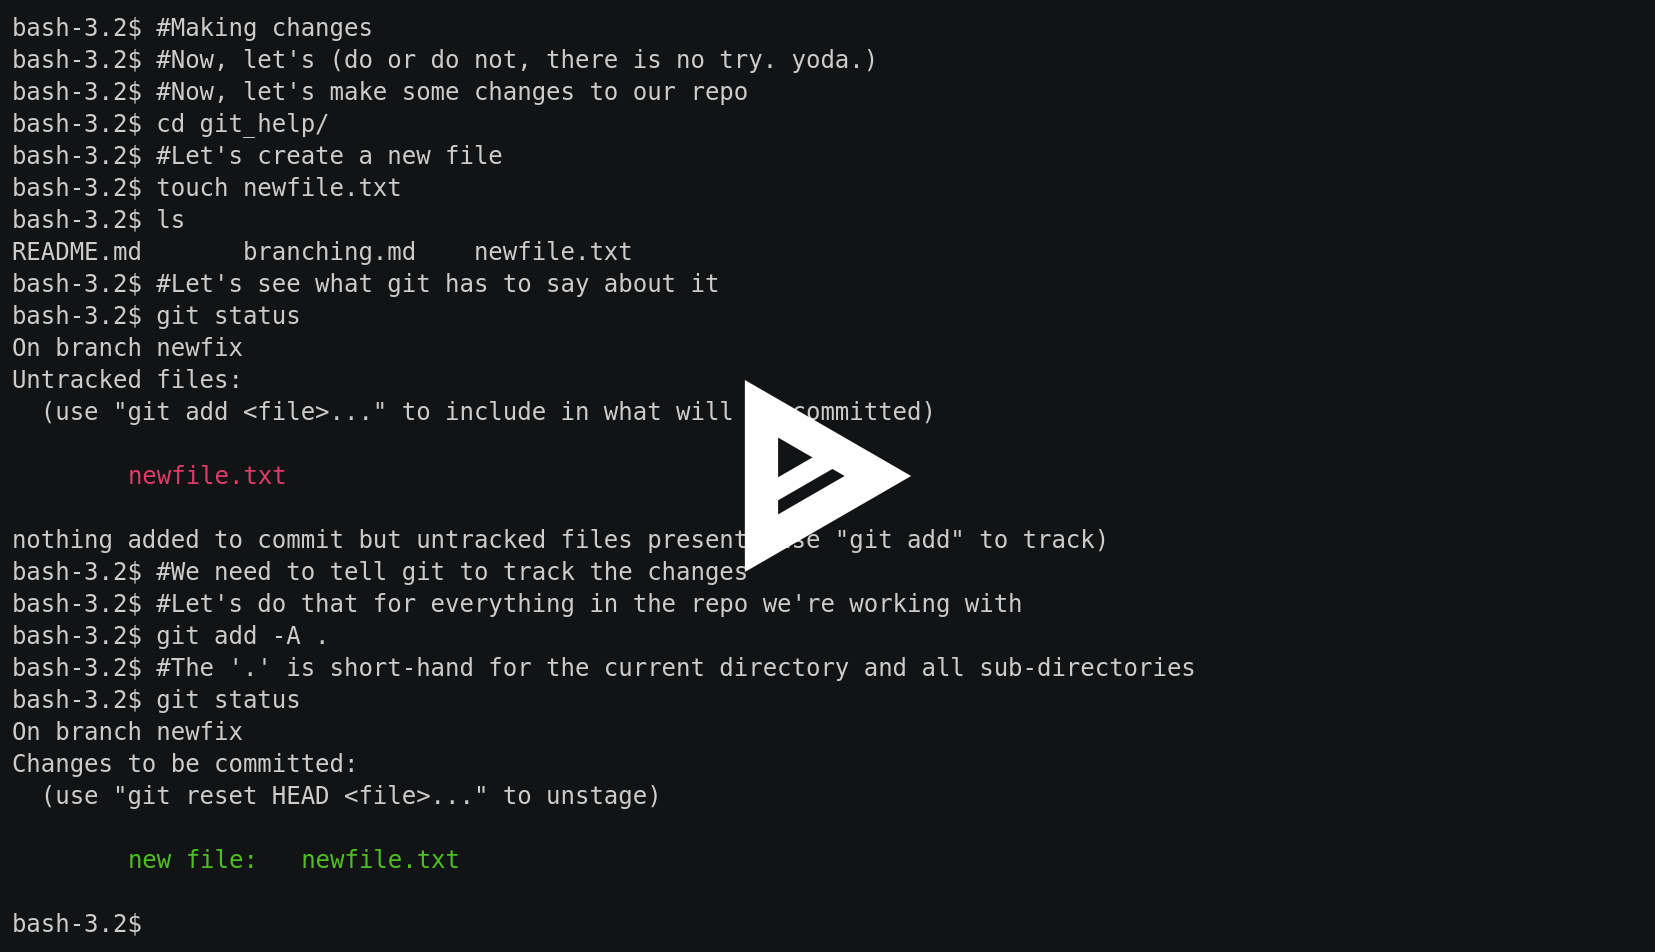 bash-3.2$ #Making changes
bash-3.2$ #Now, let's (do or do not, there is no try. yoda.)
bash-3.2$ #Now, let's make some changes to our repo
bash-3.2$ cd git_help/
bash-3.2$ #Let's create a new file
bash-3.2$ touch newfile.txt
bash-3.2$ ls
README.md       branching.md    newfile.txt
bash-3.2$ #Let's see what git has to say about it
bash-3.2$ git status
On branch newfix
Untracked files:
  (use "git add <file>..." to include in what will committed)

        newfile.txt

nothing added to commit but untracked files present "git add" to track)
bash-3.2$ #We need to tell git to track the changes
bash-3.2$ #Let's do that for everything in the repo we're working with
bash-3.2$ git add -A .
bash-3.2$ #The '.' is short-hand for the current directory and all sub-directories
bash-3.2$ git status
On branch newfix
Changes to be committed:
  (use "git reset HEAD <file>..." to unstage)

        new file:   newfile.txt

bash-3.2$